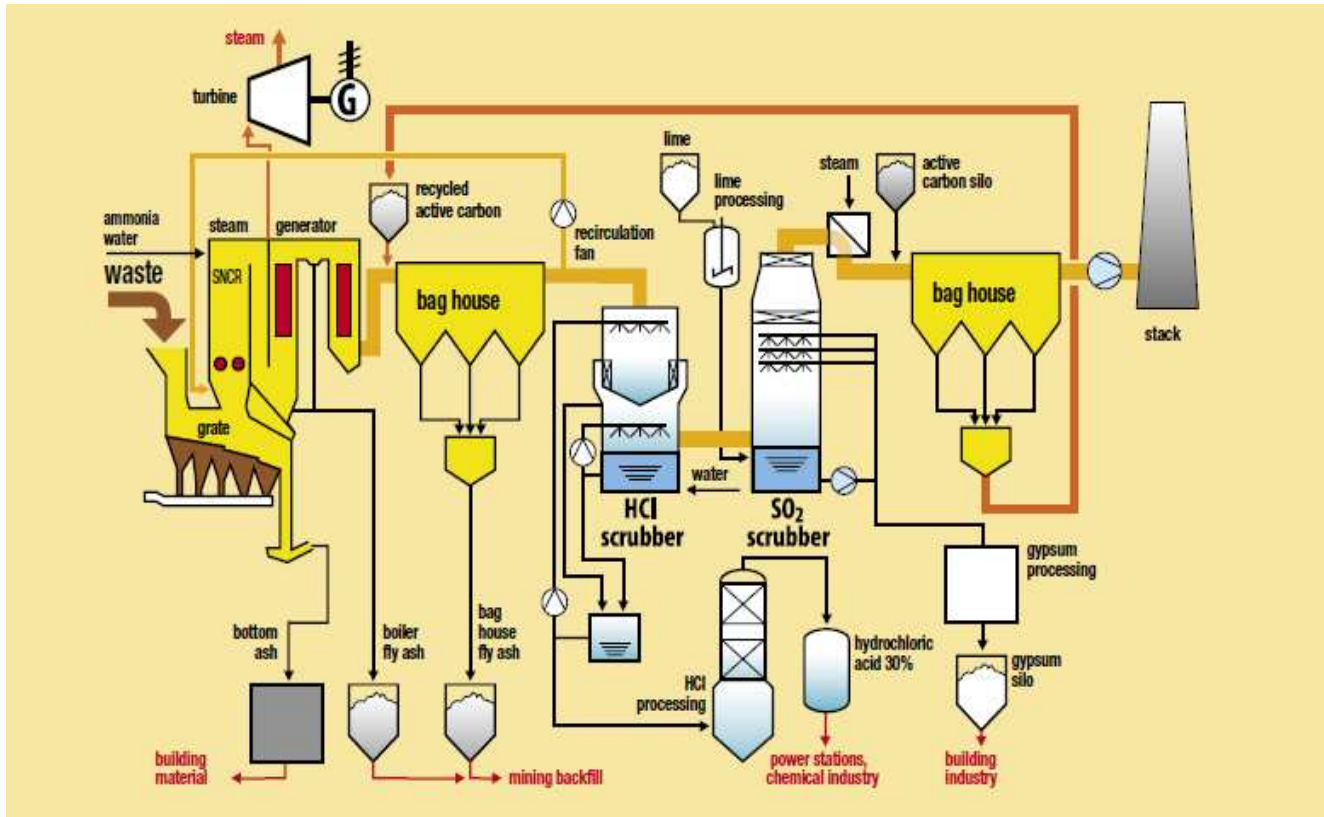 steam
turbine
G
lime
steam
active
carbon silo
lime
processing
recycled
active carbon
recirculation
fan
ammonia
water
steam
generator
waste
SNCR
bag house
bag house
stack
grate
water
HCl
scrubber
SO₂
scrubber
gypsum
processing
bottom
ash
boiler
fly ash
bag
house
fly ash
HCl
processing
hydrochloric
acid 30%
gypsum
silo
building
material
mining backfill
power stations,
chemical industry
building
industry